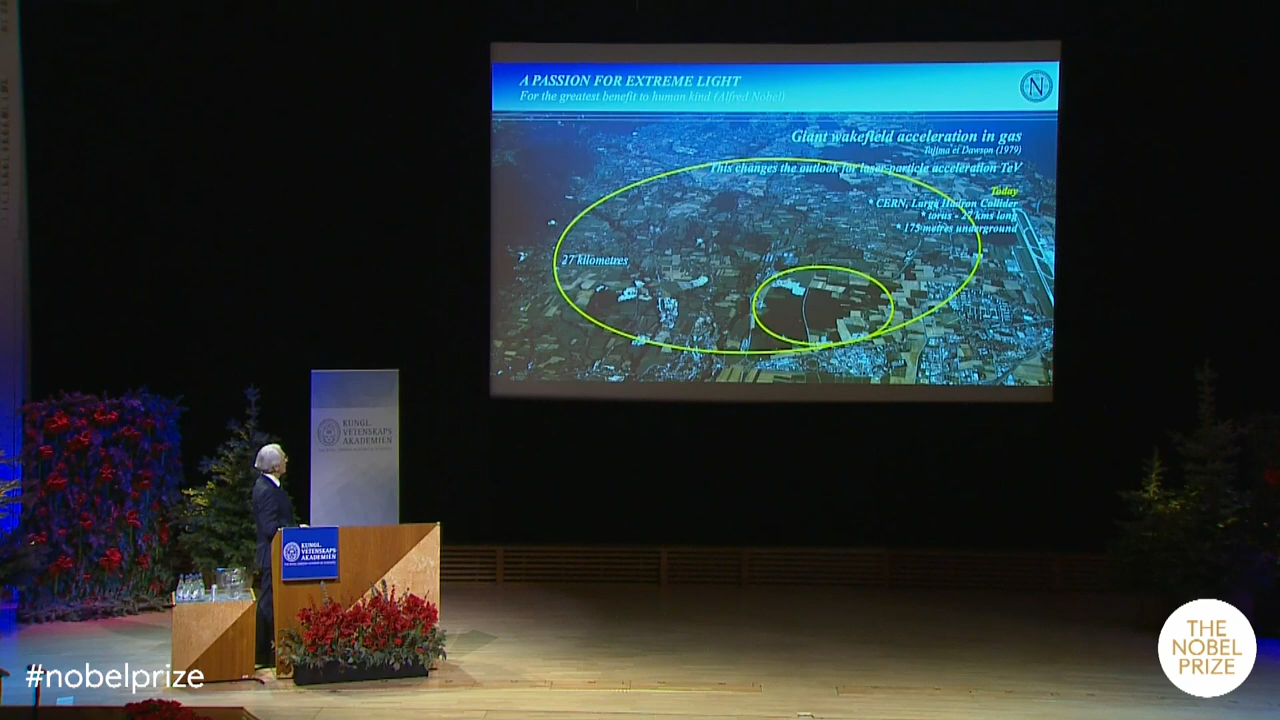 A PASSION FOR EXTREME LIGHT
For the greatest benefit to human kind (Alfred Nobel)
N
Giant wakefield acceleration in gas
Tajima et Dawson (1979)
This changes the outlook for laser particle acceleration TeV
Today
* CERN, Large Hadron Collider
* torus - 27 kms long
* 175 metres underground
27 kilometres
KUNGL.
VETENSKAPS
AKADEMIEN
KUNGL.
VETENSKAPS
AKADEMIEN
#nobelprize
THE
NOBEL
PRIZE